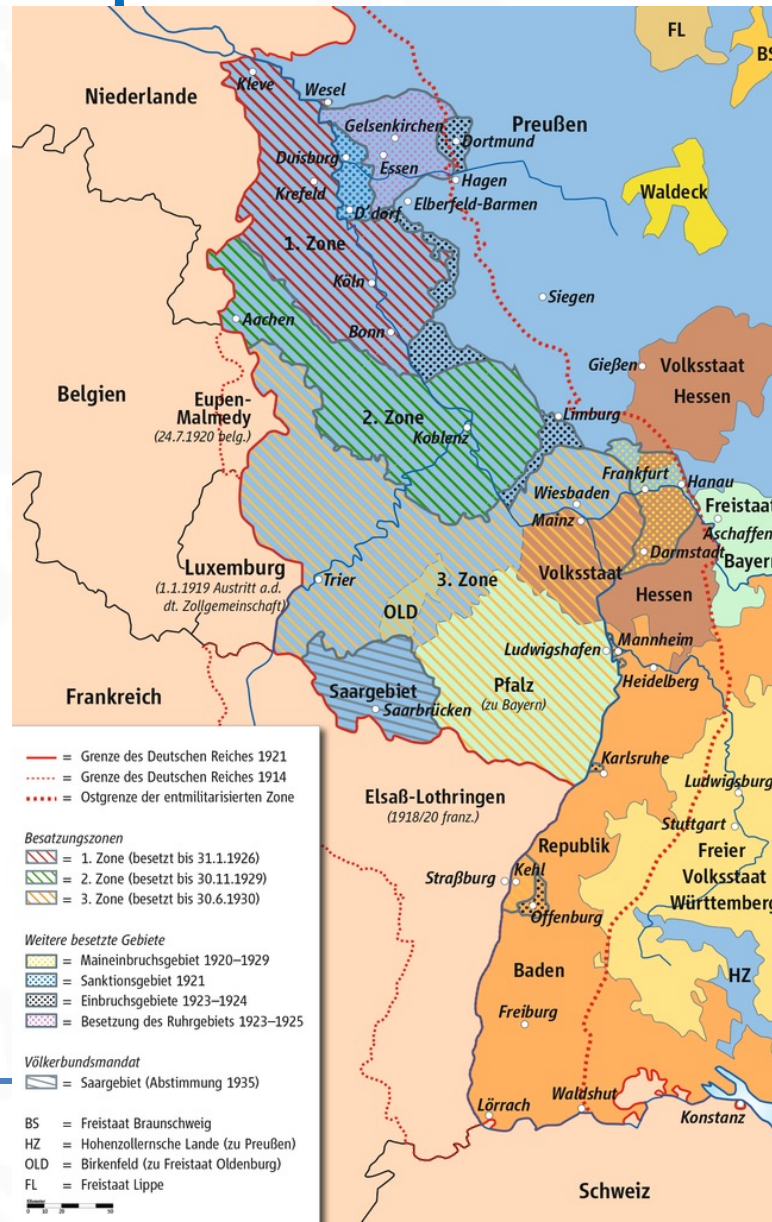 FL
BS
Niederlande
Kleve
Wesel
Gelsenkirchen
Preußen
Dortmund
Duisburg
Essen
Waldeck
Krefeld
Hagen
D'dorf
Elberfeld-Barmen
1. Zone
Köln
Siegen
Aachen
Bonn
Gießen
Volksstaat
Hessen
Belgien
Eupen-
Malmedy
(24.7.1920 belg.)
2. Zone
Koblenz
Limburg
Frankfurt
Hanau
Wiesbaden
Mainz
Freistaat
Aschaffen
Bayern
Darmstadt
Luxemburg
(1.1.1919 Austritt a.d.
dt. Zollgemeinschaft)
Trier
3. Zone
Volksstaat
Hessen
OLD
Ludwigshafen
Mannheim
Heidelberg
Frankreich
Saargebiet
Saarbrücken
Pfalz
(zu Bayern)
Karlsruhe
Elsaß-Lothringen
(1918/20 franz.)
Ludwigsburg
Stuttgart
Republik
Freier
Volksstaat
Württemberg
Straßburg
Kehl
Offenburg
Baden
HZ
Freiburg
Lörrach
Waldshut
Konstanz
Schweiz
= Grenze des Deutschen Reiches 1921
= Grenze des Deutschen Reiches 1914
= Ostgrenze der entmilitarisierten Zone
Besatzungszonen
= 1. Zone (besetzt bis 31.1.1926)
= 2. Zone (besetzt bis 30.11.1929)
= 3. Zone (besetzt bis 30.6.1930)
Weitere besetzte Gebiete
= Maineinbruchsgebiet 1920–1929
= Sanktionsgebiet 1921
= Einbruchsgebiete 1923–1924
= Besetzung des Ruhrgebiets 1923–1925
Völkerbundsmandat
= Saargebiet (Abstimmung 1935)
BS = Freistaat Braunschweig
HZ = Hohenzollernsche Lande (zu Preußen)
OLD = Birkenfeld (zu Freistaat Oldenburg)
FL = Freistaat Lippe
Kilometer
0 10 20 50